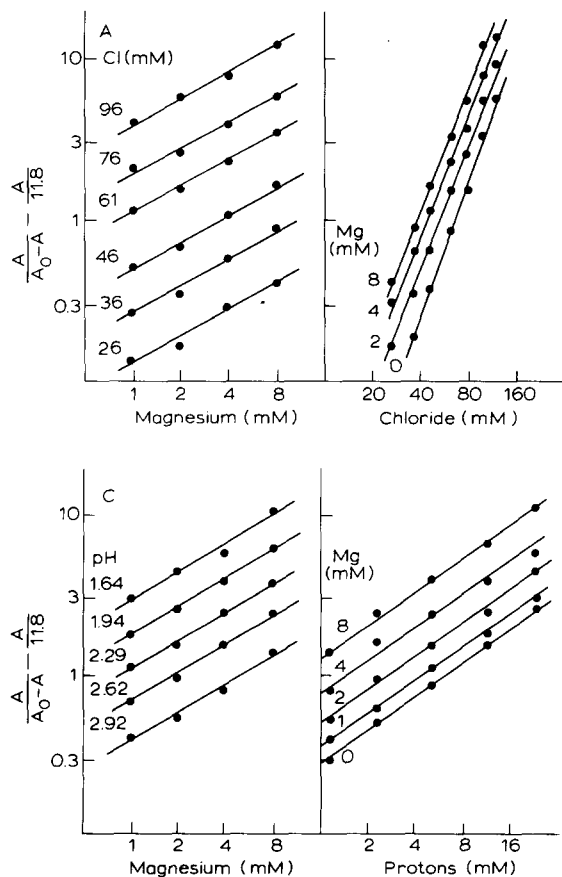 A
Cl (mM)
10
96
3
76
61
A / A₀-A − A / 11.8
1
46
36
0.3
26
1 2 4 8
Magnesium (mM)
Mg
(mM)
8
4
2
0
20 40 80 160
Chloride (mM)
C
10
pH
3
1.64
1.94
2.29
A / A₀-A − A / 11.8
1
2.62
2.92
0.3
1 2 4 8
Magnesium (mM)
Mg
(mM)
8
4
2
1
0
2 4 8 16
Protons (mM)